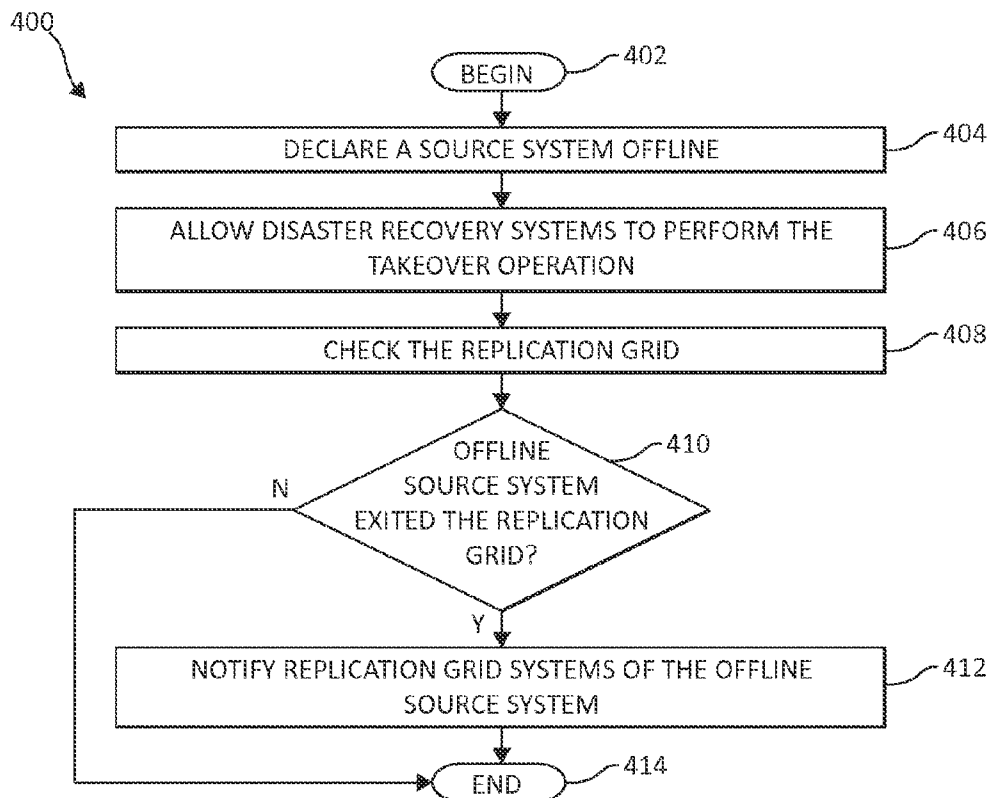 400
BEGIN
402
DECLARE A SOURCE SYSTEM OFFLINE
404
ALLOW DISASTER RECOVERY SYSTEMS TO PERFORM THE
TAKEOVER OPERATION
406
CHECK THE REPLICATION GRID
408
OFFLINE
SOURCE SYSTEM
EXITED THE REPLICATION
GRID?
410
N
Y
NOTIFY REPLICATION GRID SYSTEMS OF THE OFFLINE
SOURCE SYSTEM
412
END
414